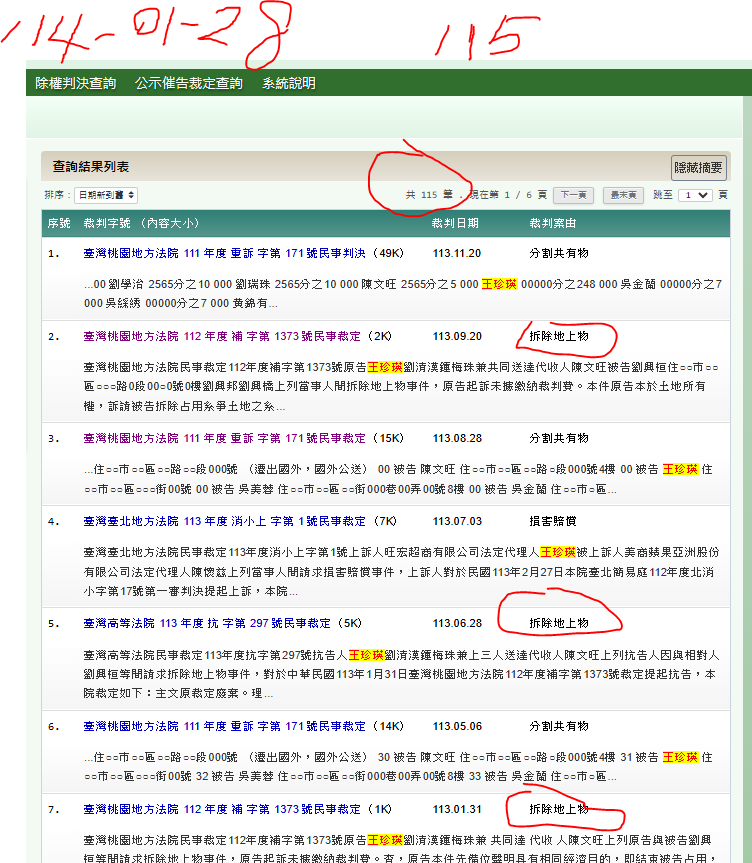 114-01-28 115
除權判決查詢 公示催告裁定查詢 系統說明
查詢結果列表 隱藏摘要
排序: 日期新到舊 共 115 筆 . 現在第 1 / 6 頁 下一頁 最末頁 跳至 1 頁
序號 裁判字號 (內容大小) 裁判日期 裁判案由
1. 臺灣桃園地方法院 111 年度 重訴 字第 171 號民事判決 (49K) 113.11.20 分割共有物
...00 劉學治 2565分之10 000 劉瑞珠 2565分之10 000 陳文旺 2565分之5 000 王珍瑛 00000分之248 000 吳金蘭 00000分之7
000 吳綵綉 00000分之7 000 黃錦有...
2. 臺灣桃園地方法院 112 年度 補 字第 1373 號民事裁定 (2K) 113.09.20 拆除地上物
臺灣桃園地方法院民事裁定112年度補字第1373號原告王珍瑛劉清漢鍾梅珠兼共同送達代收人陳文旺被告劉興桓住○○市○○
區○○○路0段00○0號0樓劉興邦劉興橋上列當事人間拆除地上物事件，原告起訴未據繳納裁判費。本件原告本於土地所有
權，訴請被告拆除占用系爭土地之系...
3. 臺灣桃園地方法院 111 年度 重訴 字第 171 號民事裁定 (15K) 113.08.28 分割共有物
...住○○市○○區○○路○○段000號 （遷出國外，國外公送） 00 被告 陳文旺 住○○市○○區○○路○段000號4樓 00 被告 王珍瑛 住
○○市○○區○○○街00號 00 被告 吳美蓉 住○○市○○區○○街000巷00弄00號8樓 00 被告 吳金蘭 住○○市○區...
4. 臺灣臺北地方法院 113 年度 消小上 字第 1 號民事裁定 (7K) 113.07.03 損害賠償
臺灣臺北地方法院民事裁定113年度消小上字第1號上訴人旺宏超商有限公司法定代理人王珍瑛被上訴人美商蘋果亞洲股份
有限公司法定代理人陳懷茲上列當事人間請求損害賠償事件，上訴人對於民國113年2月27日本院臺北簡易庭112年度北消
小字第17號第一審判決提起上訴，本院...
5. 臺灣高等法院 113 年度 抗 字第 297 號民事裁定 (5K) 113.06.28 拆除地上物
臺灣高等法院民事裁定113年度抗字第297號抗告人王珍瑛劉清漢鍾梅珠兼上三人送達代收人陳文旺上列抗告人因與相對人
劉興桓等間請求拆除地上物事件，對於中華民國113年1月31日臺灣桃園地方法院112年度補字第1373號裁定提起抗告，本
院裁定如下：主文原裁定廢棄。理...
6. 臺灣桃園地方法院 111 年度 重訴 字第 171 號民事裁定 (14K) 113.05.06 分割共有物
...住○○市○○區○○路○○段000號 （遷出國外，國外公送） 30 被告 陳文旺 住○○市○○區○○路○段000號4樓 31 被告 王珍瑛 住
○○市○○區○○○街00號 32 被告 吳美蓉 住○○市○○區○○街000巷00弄00號8樓 33 被告 吳金蘭 住○○市○區...
7. 臺灣桃園地方法院 112 年度 補 字第 1373 號民事裁定 (1K) 113.01.31 拆除地上物
臺灣桃園地方法院民事裁定112年度補字第1373號原告王珍瑛劉清漢鍾梅珠兼 共同送達 代收 人陳文旺上列原告與被告劉興
桓等間請求拆除地上物事件，原告起訴未據繳納裁判費。查，原告本件先備位聲明具有相同經濟目的，即結束被告占用，